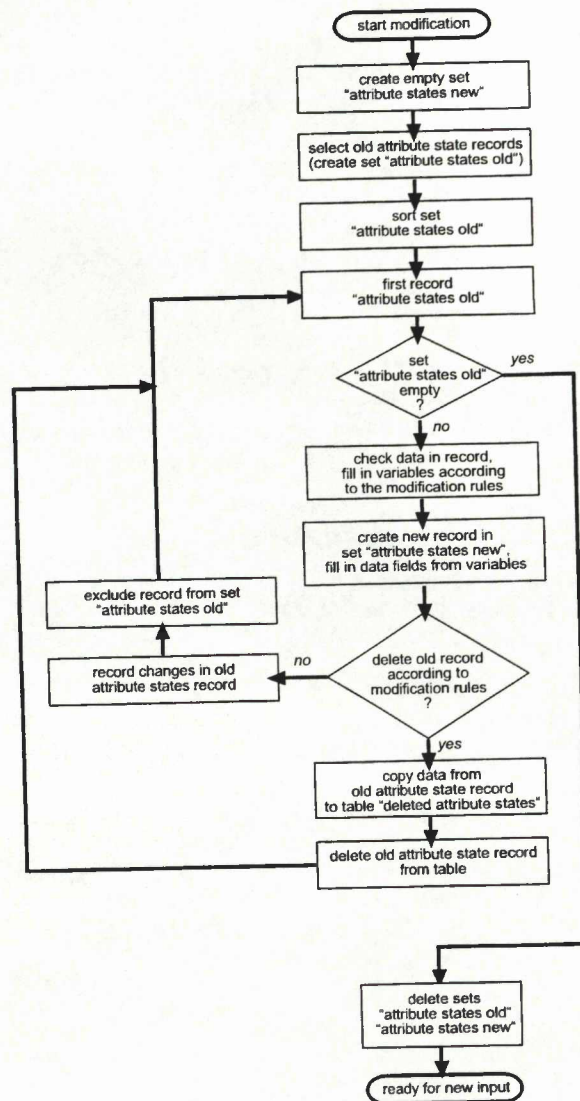 start modification
create empty set
"attribute states new"
select old attribute state records
(create set "attribute states old")
sort set
"attribute states old"
first record
"attribute states old"
set
"attribute states old"
empty
?
yes
no
check data in record,
fill in variables according
to the modification rules
create new record in
set "attribute states new",
fill in data fields from variables
exclude record from set
"attribute states old"
record changes in old
attribute states record
no
delete old record
according to
modification rules
?
yes
copy data from
old attribute state record
to table "deleted attribute states"
delete old attribute state record
from table
delete sets
"attribute states old"
"attribute states new"
ready for new input